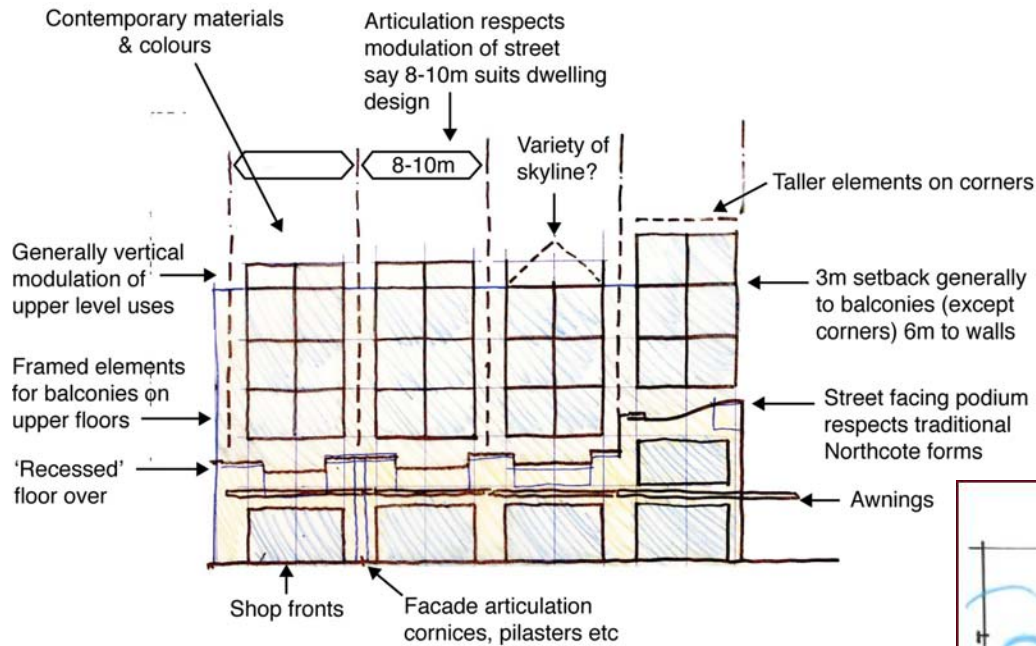 Contemporary materials
& colours
Articulation respects
modulation of street
say 8-10m suits dwelling
design
8-10m
Variety of
skyline?
Taller elements on corners
Generally vertical
modulation of
upper level uses
3m setback generally
to balconies (except
corners) 6m to walls
Framed elements
for balconies on
upper floors
Street facing podium
respects traditional
Northcote forms
'Recessed'
floor over
Awnings
Shop fronts
Facade articulation
cornices, pilasters etc